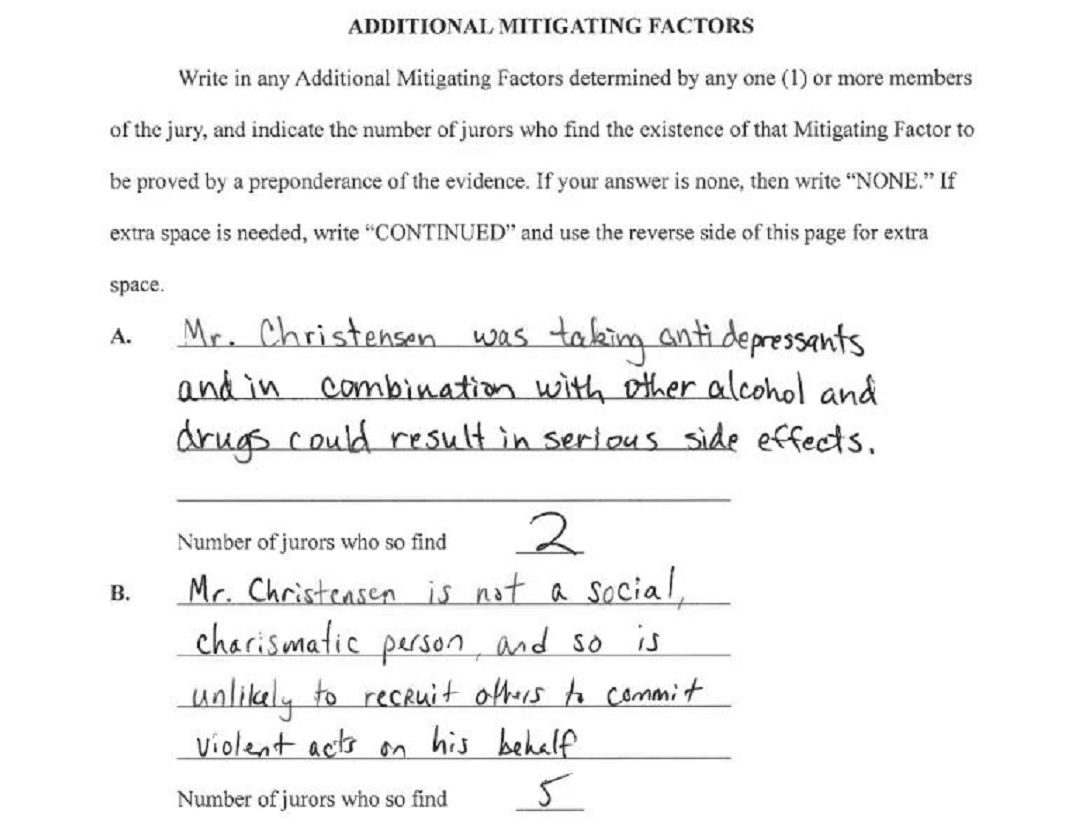 ADDITIONAL MITIGATING FACTORS
Write in any Additional Mitigating Factors determined by any one (1) or more members
of the jury, and indicate the number of jurors who find the existence of that Mitigating Factor to
be proved by a preponderance of the evidence. If your answer is none, then write “NONE.” If
extra space is needed, write “CONTINUED” and use the reverse side of this page for extra
space.
A. Mr. Christensen was taking antidepressants
and in combination with other alcohol and
drugs could result in serious side effects.
Number of jurors who so find 2
B. Mr. Christensen is not a social,
charismatic person, and so is
unlikely to recruit others to commit
violent acts on his behalf
Number of jurors who so find 5